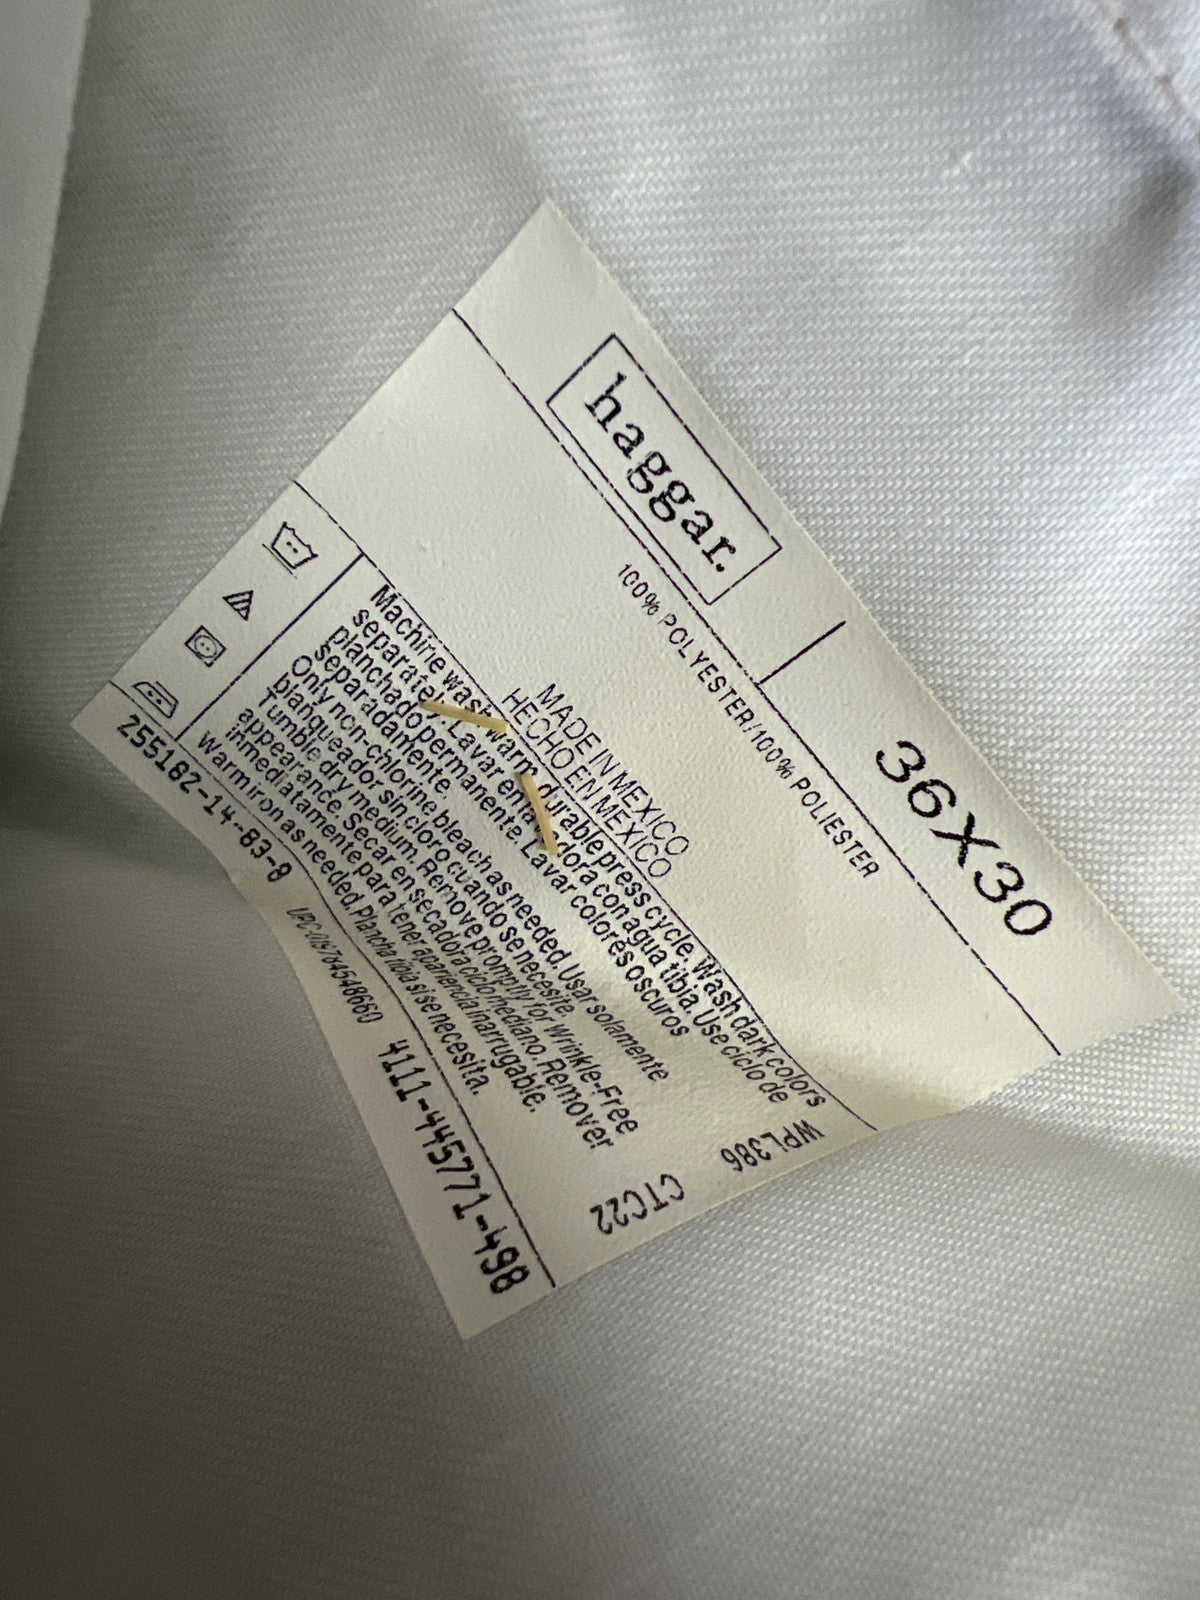 haggar.
36X30
100% POLYESTER/100% POLIESTER
MADE IN MEXICO
HECHO EN MEXICO
Machine wash warm, durable press cycle. Wash dark colors
separately. Lavar en lavadora con agua tibia. Use ciclo de
planchado permanente. Lavar colores oscuros
separadamente.
Only non-chlorine bleach as needed. Usar solamente
blanqueador sin cloro cuando se necesite.
Tumble dry medium. Remove promptly for Wrinkle-Free
appearance. Secar en secadora ciclo mediano. Remover
inmediatamente para tener apariencia inarrugable.
Warm iron as needed. Plancha tibia si se necesita.
WPL386
CTC22
255182-14-83-8
4111-445771-498